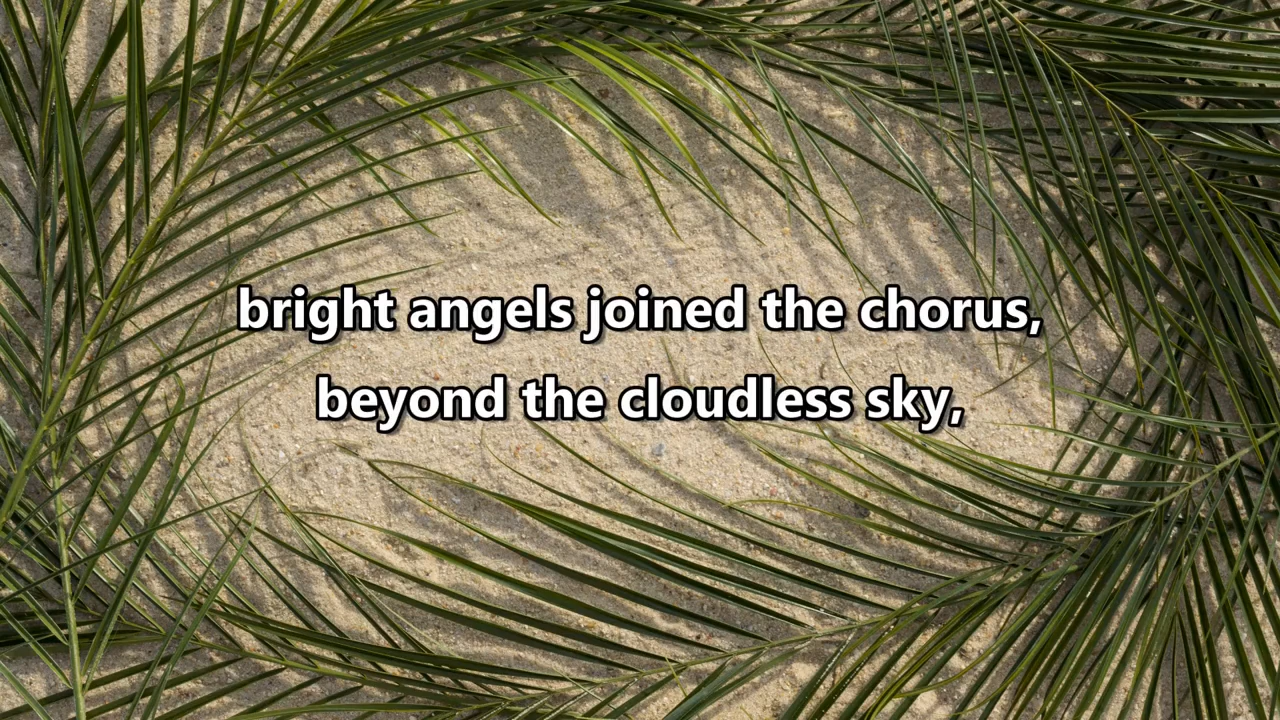 bright angels joined the chorus,
beyond the cloudless sky,